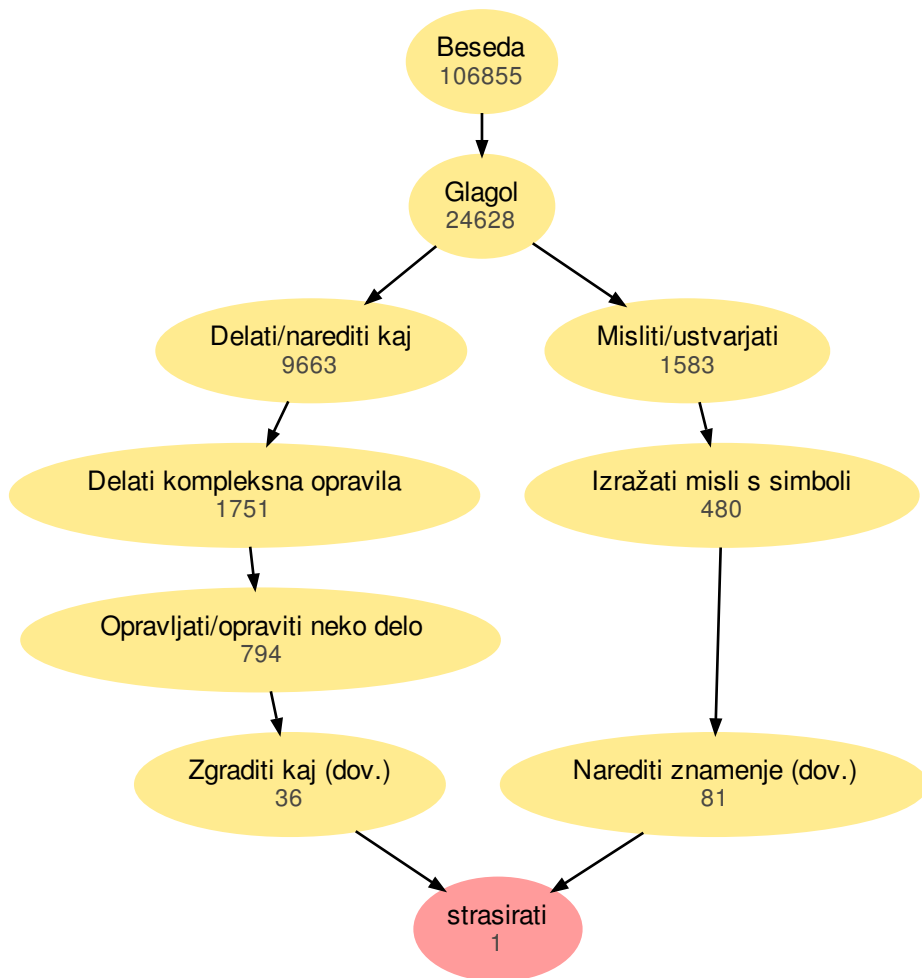 Beseda
106855
Glagol
24628
Delati/narediti kaj
9663
Misliti/ustvarjati
1583
Delati kompleksna opravila
1751
Izražati misli s simboli
480
Opravljati/opraviti neko delo
794
Zgraditi kaj (dov.)
36
Narediti znamenje (dov.)
81
strasirati
1